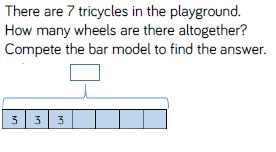 There are 7 tricycles in the playground.
How many wheels are there altogether?
Compete the bar model to find the answer.
3 3 3